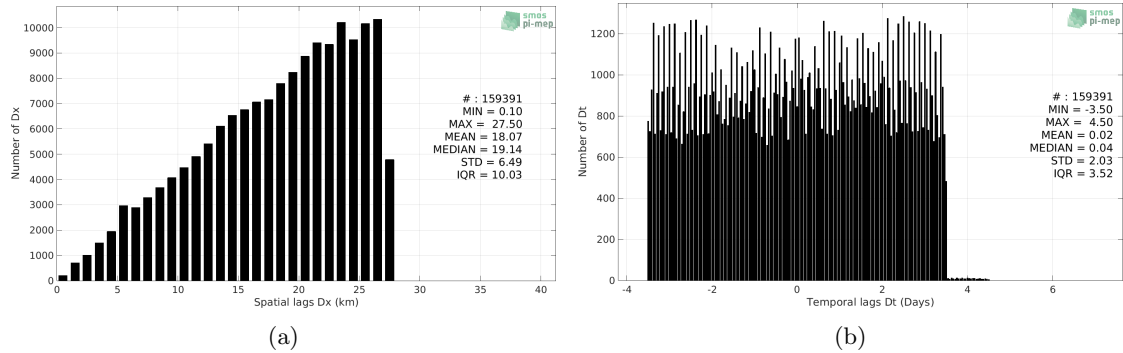 smos
pi-mep
10000
9000
8000
7000
6000
5000
4000
3000
2000
1000
0
Number of Dx
# : 159391
MIN = 0.10
MAX = 27.50
MEAN = 18.07
MEDIAN = 19.14
STD = 6.49
IQR = 10.03
0 5 10 15 20 25 30 35 40
Spatial lags Dx (km)
(a)
smos
pi-mep
1200
1000
800
600
400
200
0
Number of Dt
# : 159391
MIN = -3.50
MAX = 4.50
MEAN = 0.02
MEDIAN = 0.04
STD = 2.03
IQR = 3.52
-4 -2 0 2 4 6
Temporal lags Dt (Days)
(b)